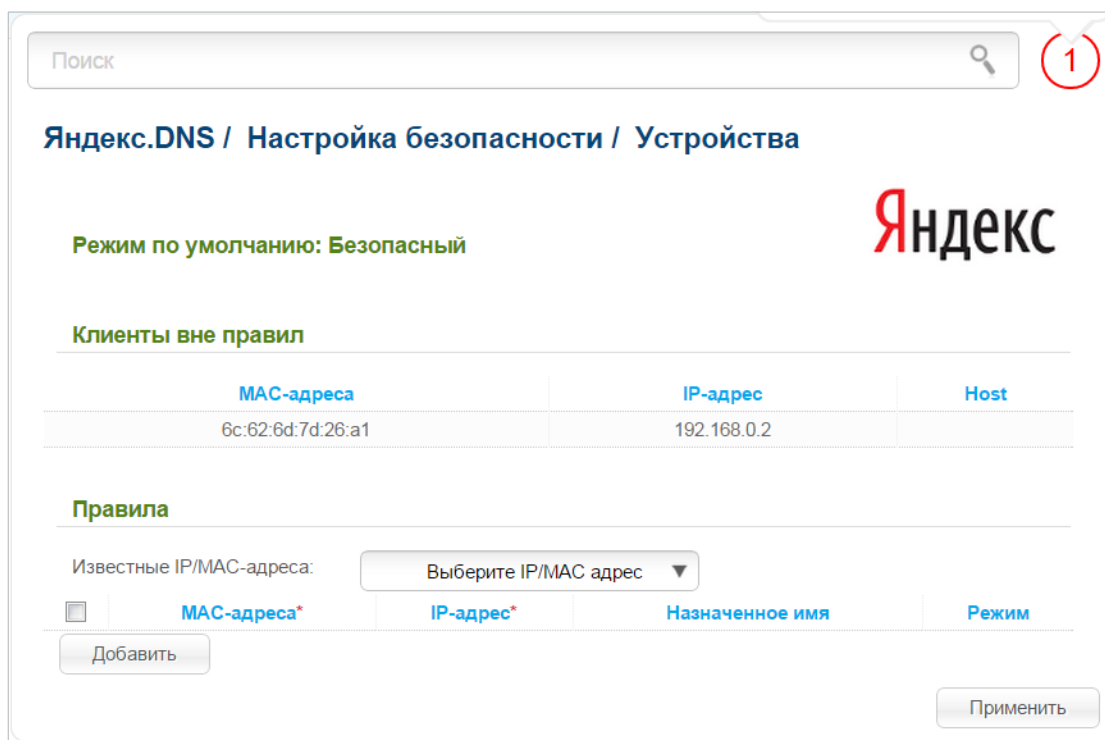 Поиск
1
Яндекс.DNS / Настройка безопасности / Устройства
Яндекс
Режим по умолчанию: Безопасный
Клиенты вне правил
MAC-адреса IP-адрес Host
6c:62:6d:7d:26:a1 192.168.0.2
Правила
Известные IP/MAC-адреса: Выберите IP/MAC адрес
MAC-адреса* IP-адрес* Назначенное имя Режим
Добавить
Применить